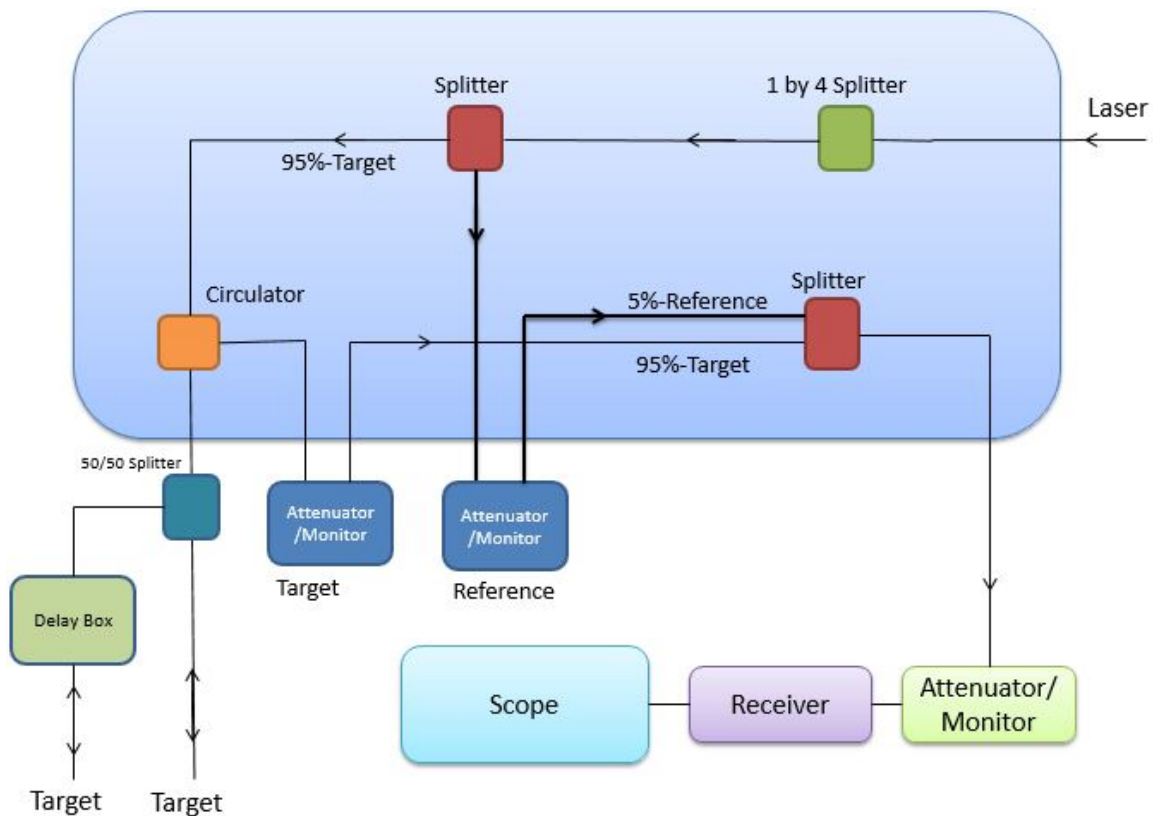 Splitter
1 by 4 Splitter
Laser
95%-Target
Circulator
5%-Reference
Splitter
95%-Target
50/50 Splitter
Attenuator
/Monitor
Attenuator
/Monitor
Target
Reference
Delay Box
Scope
Receiver
Attenuator/
Monitor
Target
Target